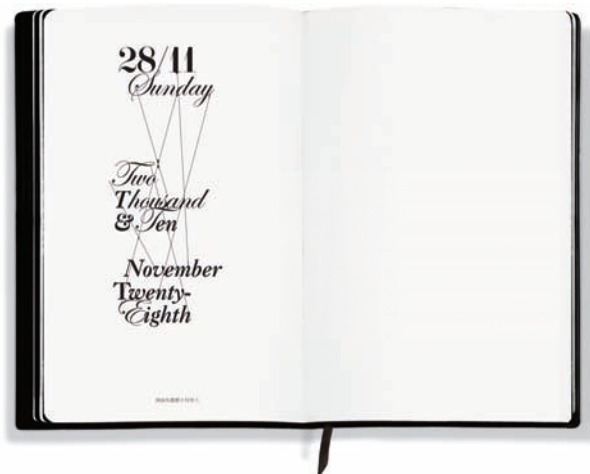 28/11
Sunday
Two
Thousand
& Ten
November
Twenty-
Eighth